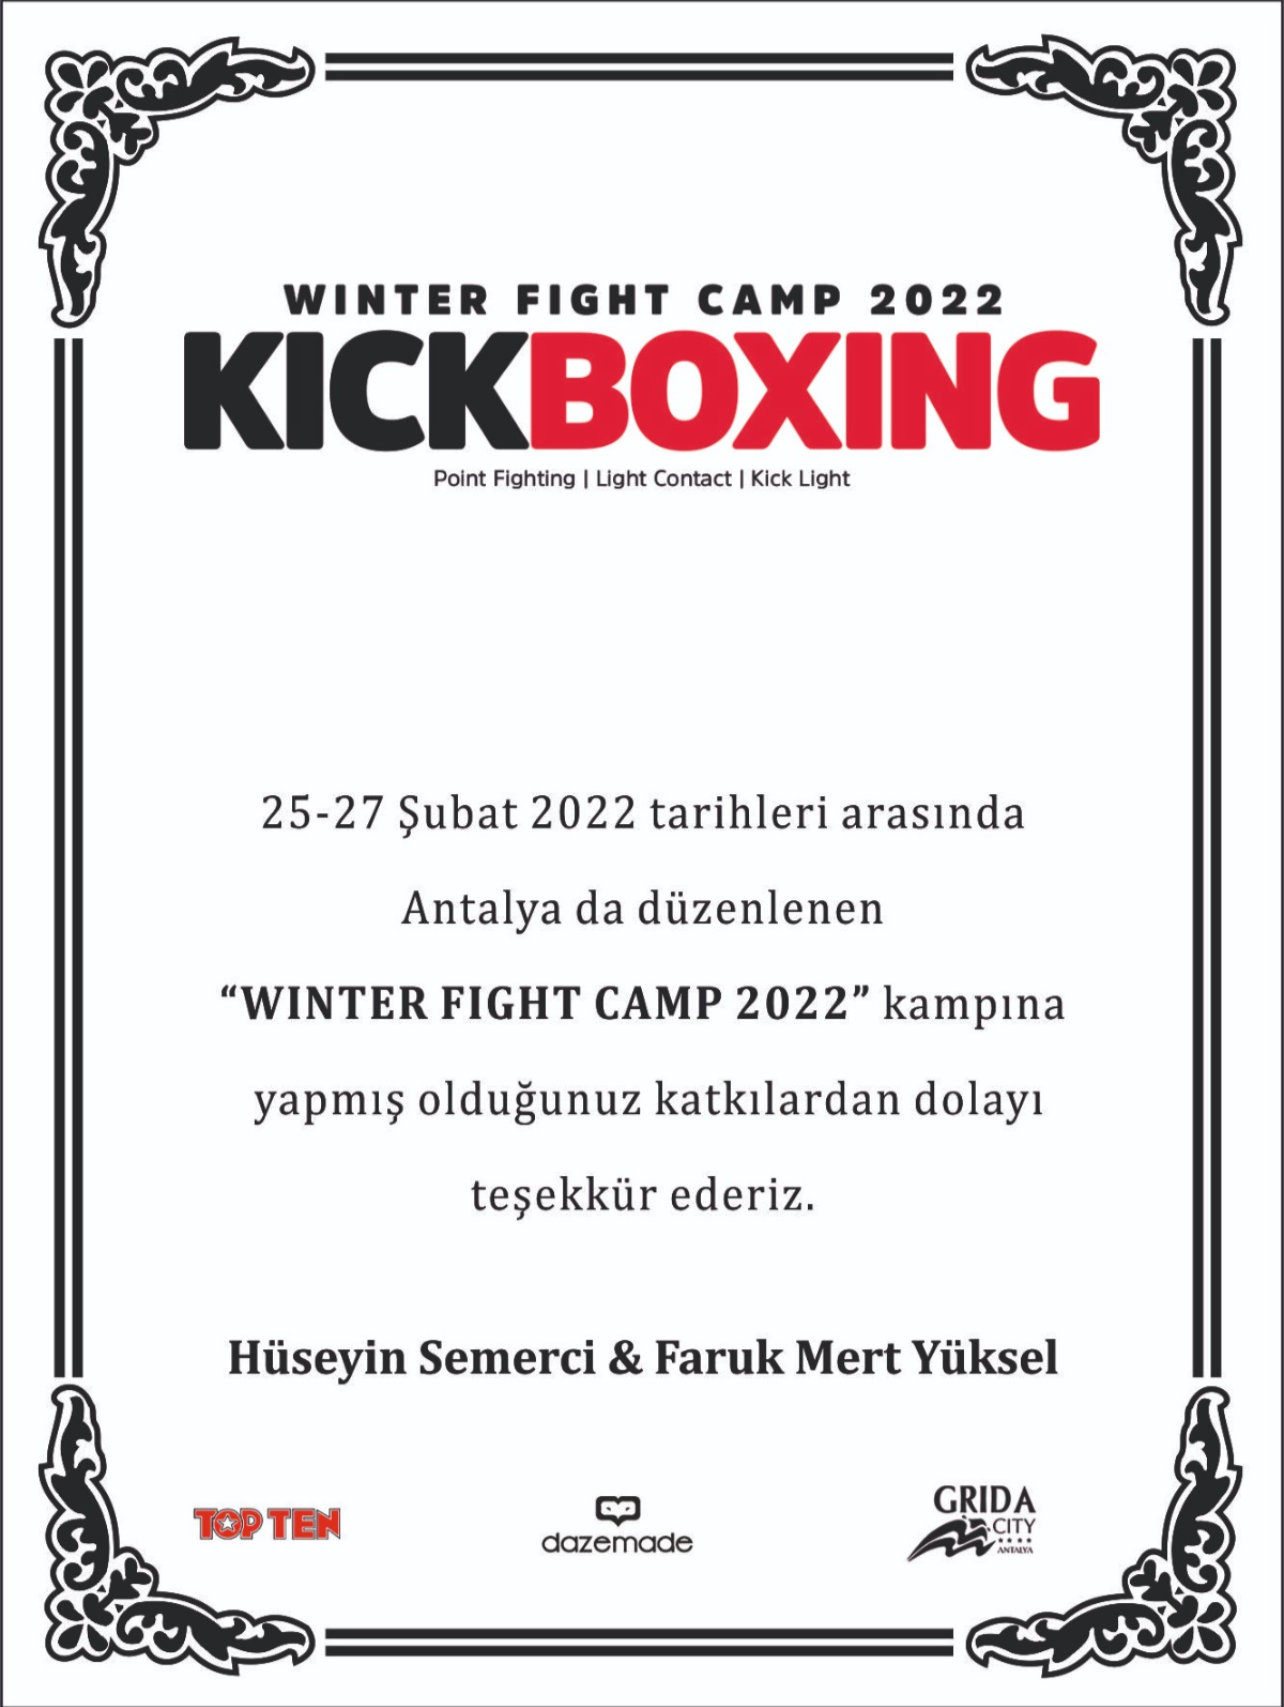 WINTER FIGHT CAMP 2022
KICKBOXING
Point Fighting | Light Contact | Kick Light
25-27 Şubat 2022 tarihleri arasında
Antalya da düzenlenen
“WINTER FIGHT CAMP 2022” kampına
yapmış olduğunuz katkılardan dolayı
teşekkür ederiz.
Hüseyin Semerci & Faruk Mert Yüksel
TOP TEN
dazemade
GRIDA
CITY
ANTALYA